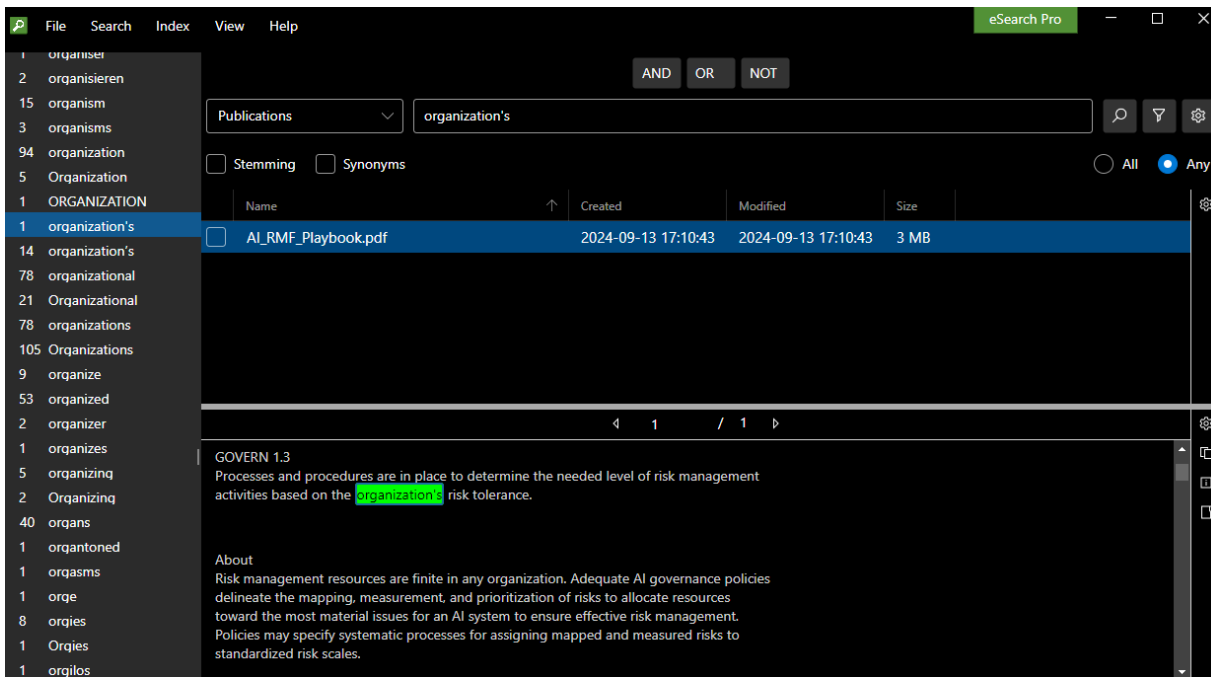 File Search Index View Help eSearch Pro
1 organiser
2 organisieren
15 organism
3 organisms
94 organization
5 Organization
1 ORGANIZATION
1 organization's
14 organization’s
78 organizational
21 Organizational
78 organizations
105 Organizations
9 organize
53 organized
2 organizer
1 organizes
5 organizing
2 Organizing
40 organs
1 organtoned
1 orgasms
1 orge
8 orgies
1 Orgies
1 orgilos
AND OR NOT
Publications organization's
Stemming Synonyms All Any
Name Created Modified Size
AI_RMF_Playbook.pdf 2024-09-13 17:10:43 2024-09-13 17:10:43 3 MB
1 / 1
GOVERN 1.3
Processes and procedures are in place to determine the needed level of risk management
activities based on the organization's risk tolerance.
About
Risk management resources are finite in any organization. Adequate AI governance policies
delineate the mapping, measurement, and prioritization of risks to allocate resources
toward the most material issues for an AI system to ensure effective risk management.
Policies may specify systematic processes for assigning mapped and measured risks to
standardized risk scales.